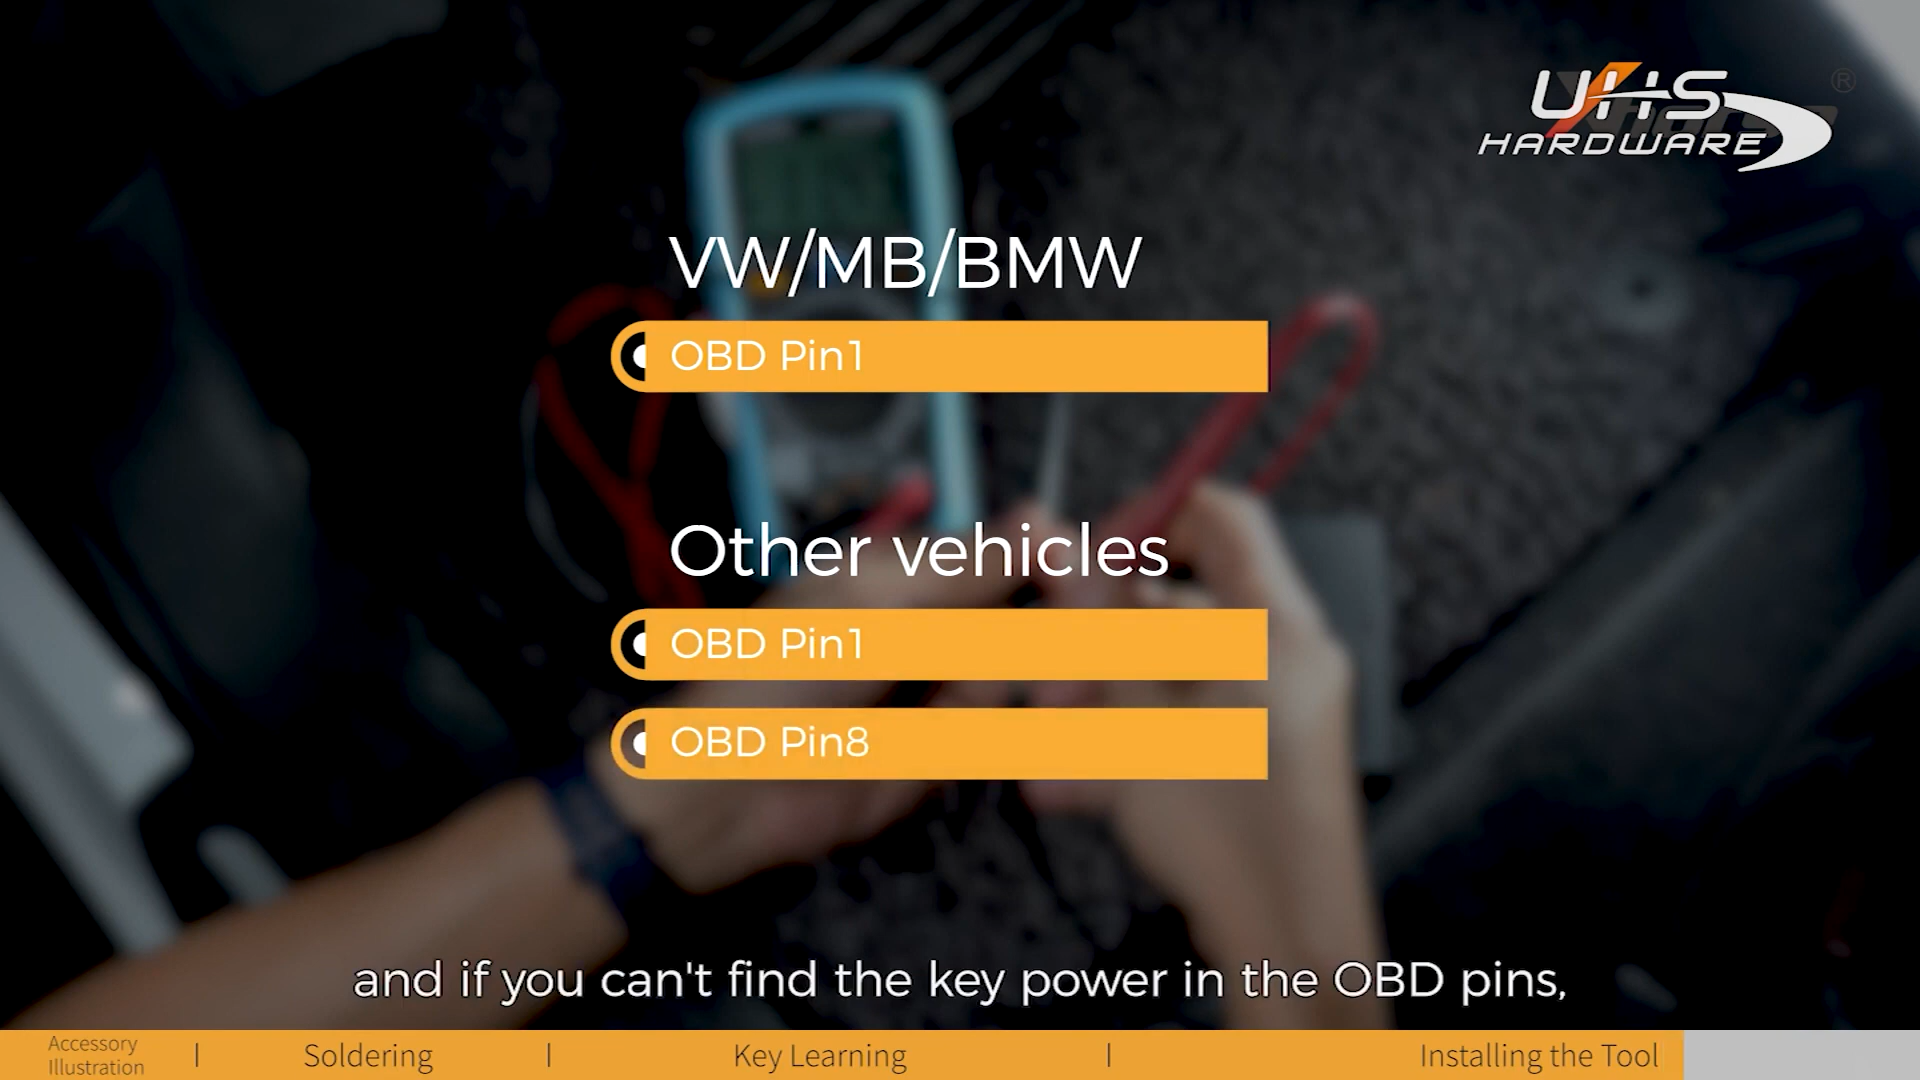 UHS
HARDWARE
®
VW/MB/BMW
OBD Pin1
Other vehicles
OBD Pin1
OBD Pin8
and if you can't find the key power in the OBD pins,
Accessory
Illustration
Soldering
Key Learning
Installing the Tool